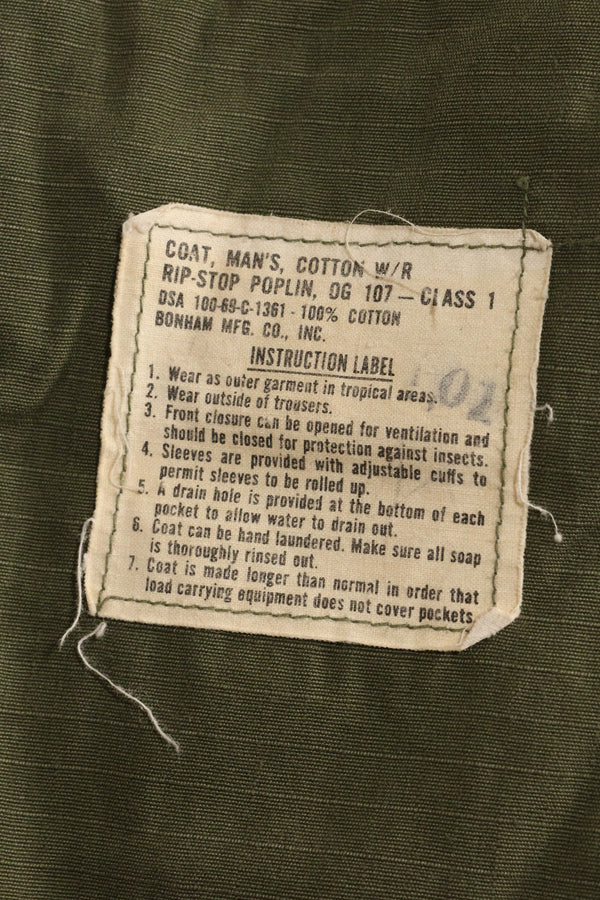 COAT, MAN'S, COTTON W/R
RIP-STOP POPLIN, OG 107 — CLASS 1
DSA 100-69-C-1361 - 100% COTTON
BONHAM MFG. CO., INC.
INSTRUCTION LABEL
1. Wear as outer garment in tropical areas.
2. Wear outside of trousers.
3. Front closure can be opened for ventilation and
should be closed for protection against insects.
4. Sleeves are provided with adjustable cuffs to
permit sleeves to be rolled up.
5. A drain hole is provided at the bottom of each
pocket to allow water to drain out.
6. Coat can be hand laundered. Make sure all soap
is thoroughly rinsed out.
7. Coat is made longer than normal in order that
load carrying equipment does not cover pockets